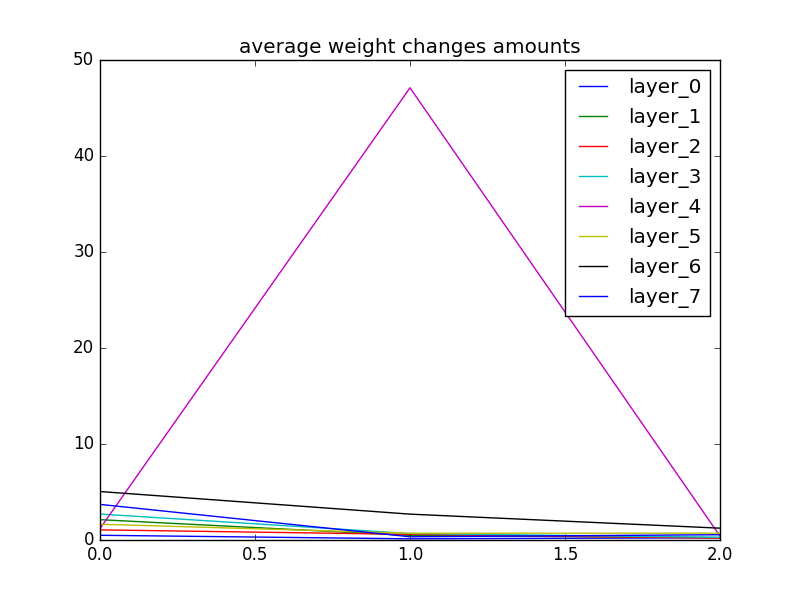 average weight changes amounts
50
40
30
20
10
0
0.0 0.5 1.0 1.5 2.0
layer_0
layer_1
layer_2
layer_3
layer_4
layer_5
layer_6
layer_7